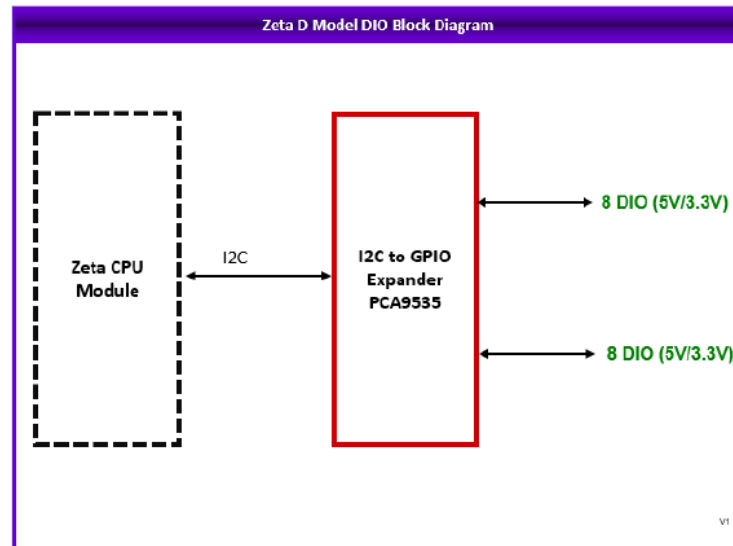 Zeta D Model DIO Block Diagram
Zeta CPU
Module
I2C
I2C to GPIO
Expander
PCA9535
8 DIO (5V/3.3V)
8 DIO (5V/3.3V)
V1